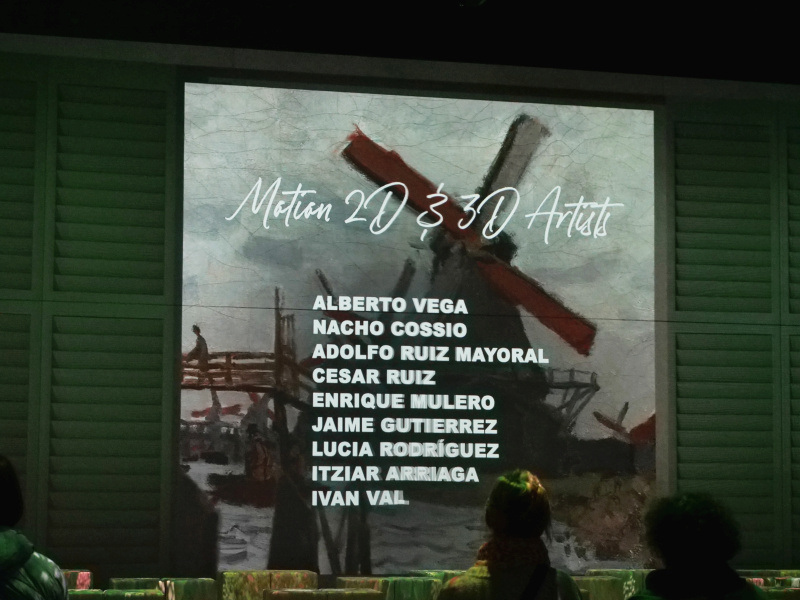 Motion 2D & 3D Artists
ALBERTO VEGA
NACHO COSSIO
ADOLFO RUIZ MAYORAL
CESAR RUIZ
ENRIQUE MULERO
JAIME GUTIERREZ
LUCIA RODRÍGUEZ
ITZIAR ARRIAGA
IVAN VAL